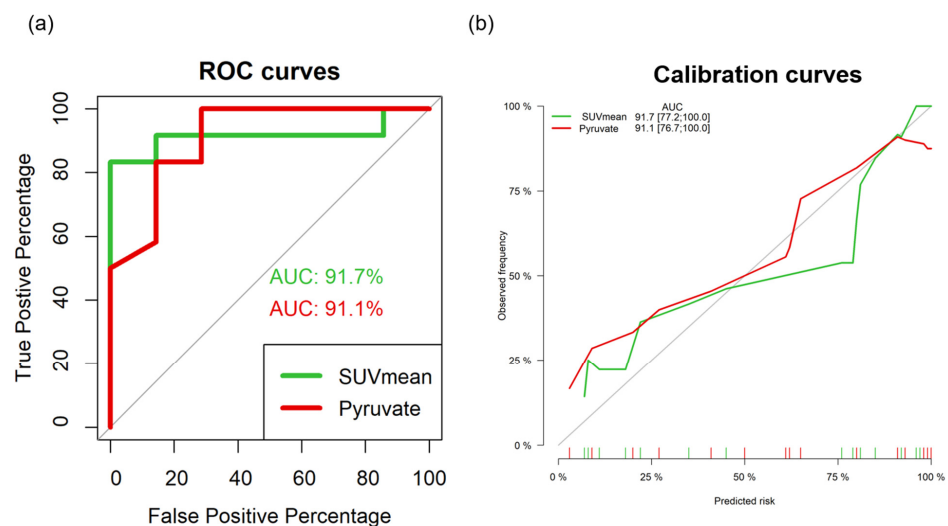 (a)
ROC curves
True Postive Percentage
100
80
60
40
20
0
AUC: 91.7%
AUC: 91.1%
SUVmean
Pyruvate
0 20 40 60 80 100
False Positive Percentage
(b)
Calibration curves
AUC
SUVmean 91.7 [77.2;100.0]
Pyruvate 91.1 [76.7;100.0]
Observed frequency
100 %
75 %
50 %
25 %
0 %
0 % 25 % 50 % 75 % 100 %
Predicted risk